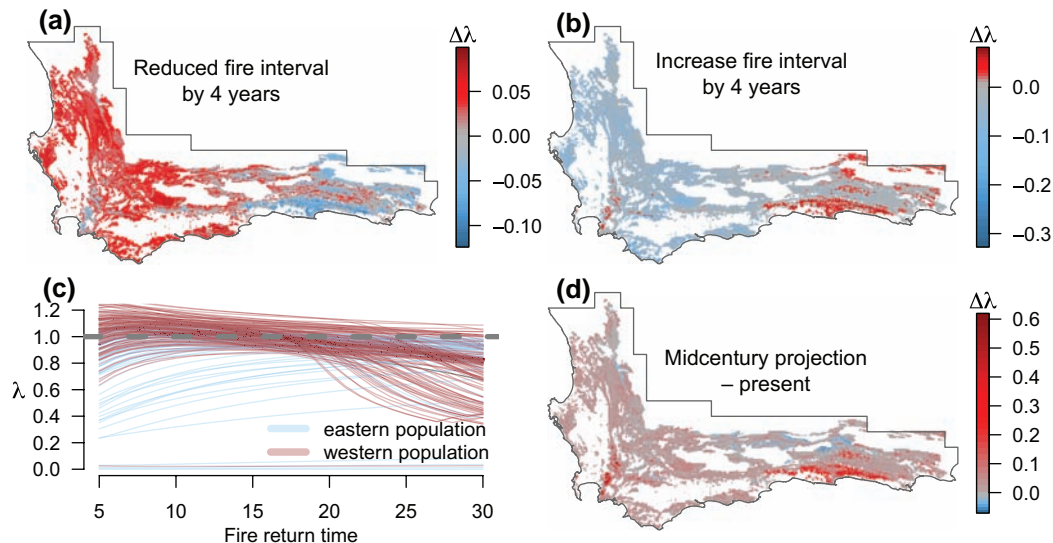 (a)
Reduced fire interval
by 4 years
Δλ
0.05
0.00
−0.05
−0.10
(b)
Increase fire interval
by 4 years
Δλ
0.0
−0.1
−0.2
−0.3
(c)
1.2
1.0
0.8
0.6
0.4
0.2
0.0
λ
eastern population
western population
5 10 15 20 25 30
Fire return time
(d)
Midcentury projection
– present
Δλ
0.6
0.5
0.4
0.3
0.2
0.1
0.0